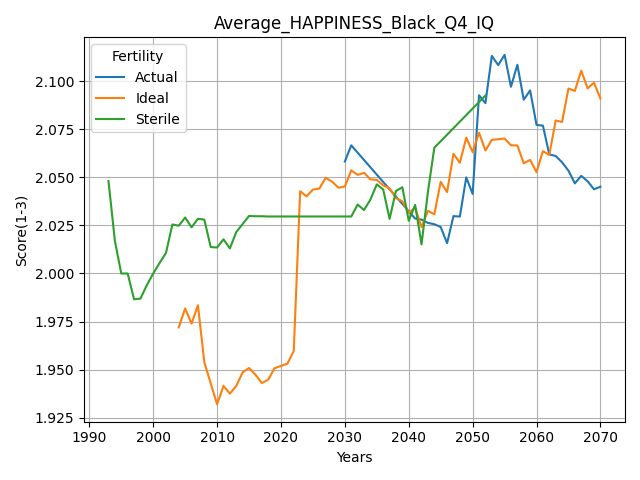 Average_HAPPINESS_Black_Q4_IQ
Fertility
Actual
Ideal
Sterile
Score(1-3)
2.100
2.075
2.050
2.025
2.000
1.975
1.950
1.925
1990 2000 2010 2020 2030 2040 2050 2060 2070
Years